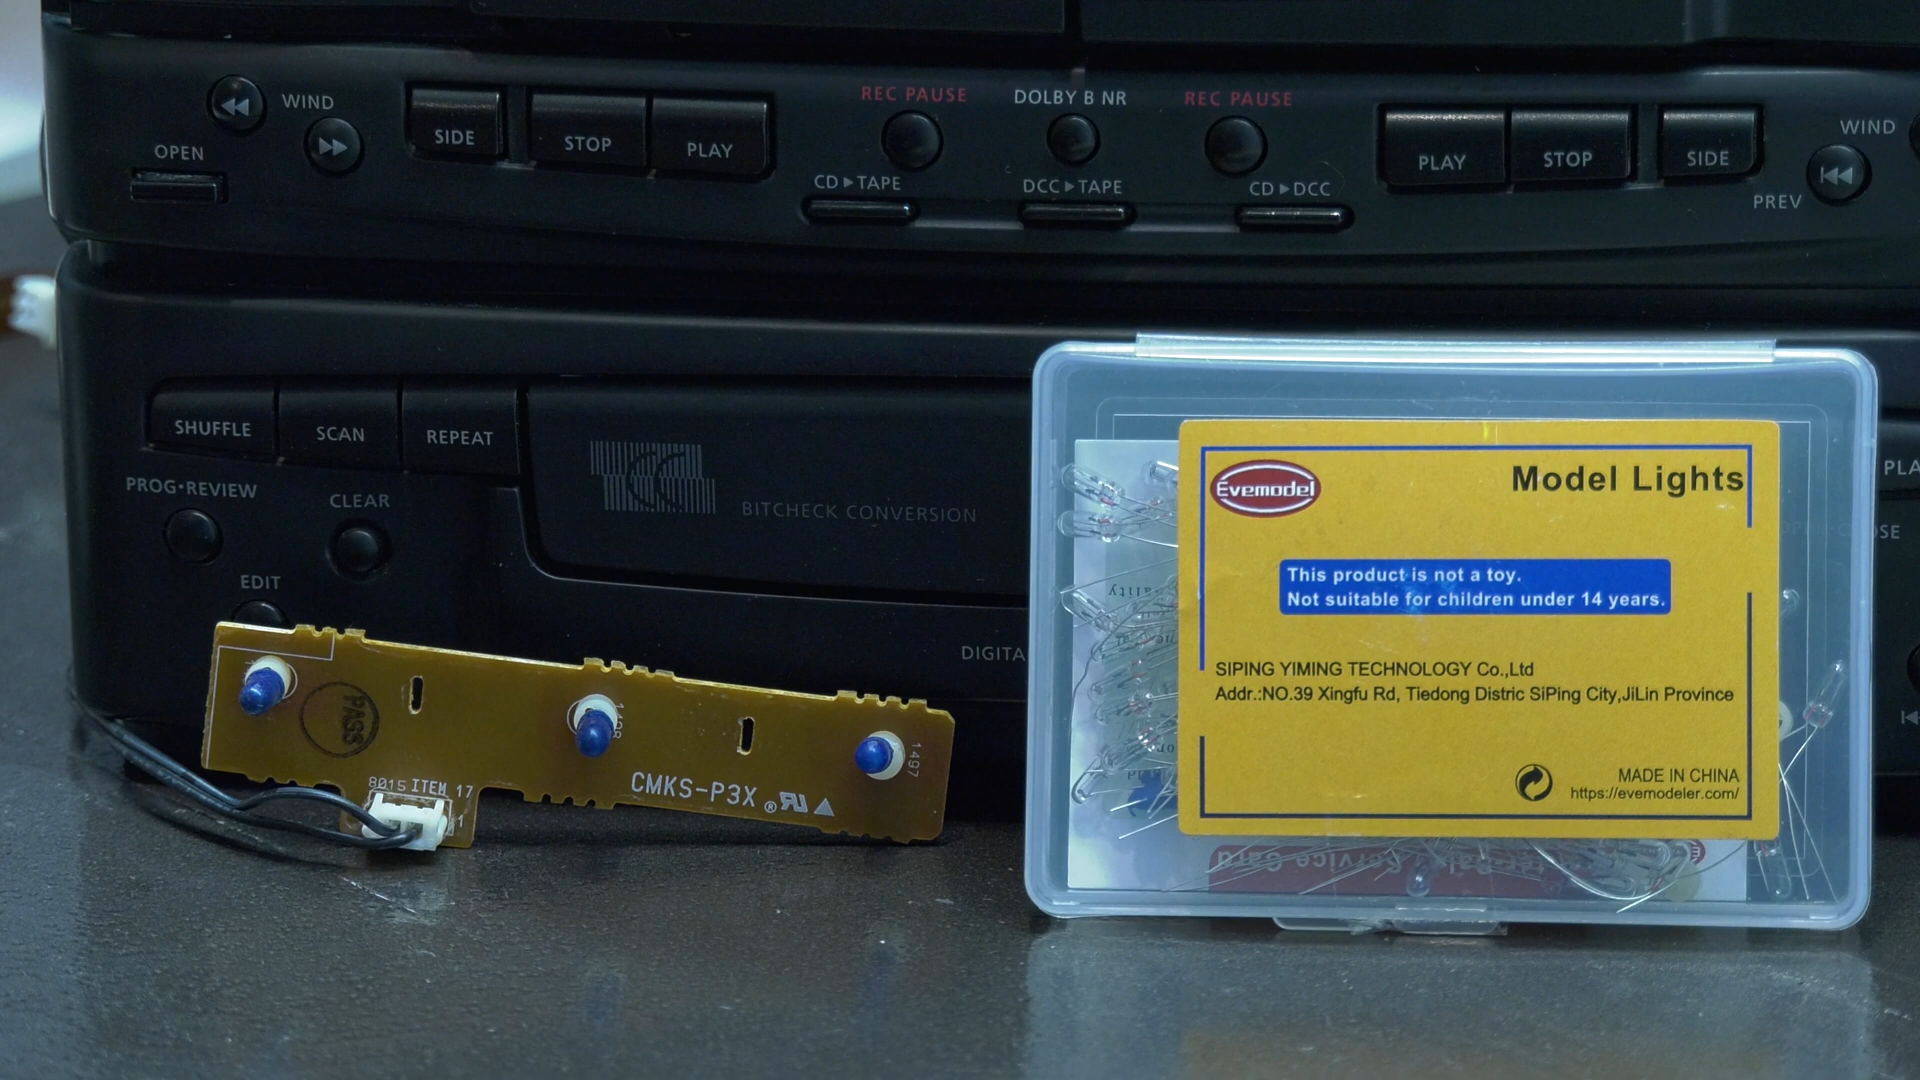 WIND
OPEN
SIDE
STOP
PLAY
REC PAUSE
DOLBY B NR
REC PAUSE
CD▶TAPE
DCC▶TAPE
CD▶DCC
PLAY
STOP
SIDE
WIND
PREV
SHUFFLE
SCAN
REPEAT
PROG•REVIEW
CLEAR
EDIT
BITCHECK CONVERSION
DIGITA
PLA
Evemodel
Model Lights
This product is not a toy.
Not suitable for children under 14 years.
SIPING YIMING TECHNOLOGY Co.,Ltd
Addr.:NO.39 Xingfu Rd, Tiedong Distric SiPing City,JiLin Province
MADE IN CHINA
https://evemodeler.com/
Service Card
PASS
8015 ITEM 17
1
CMKS-P3X ®
1497